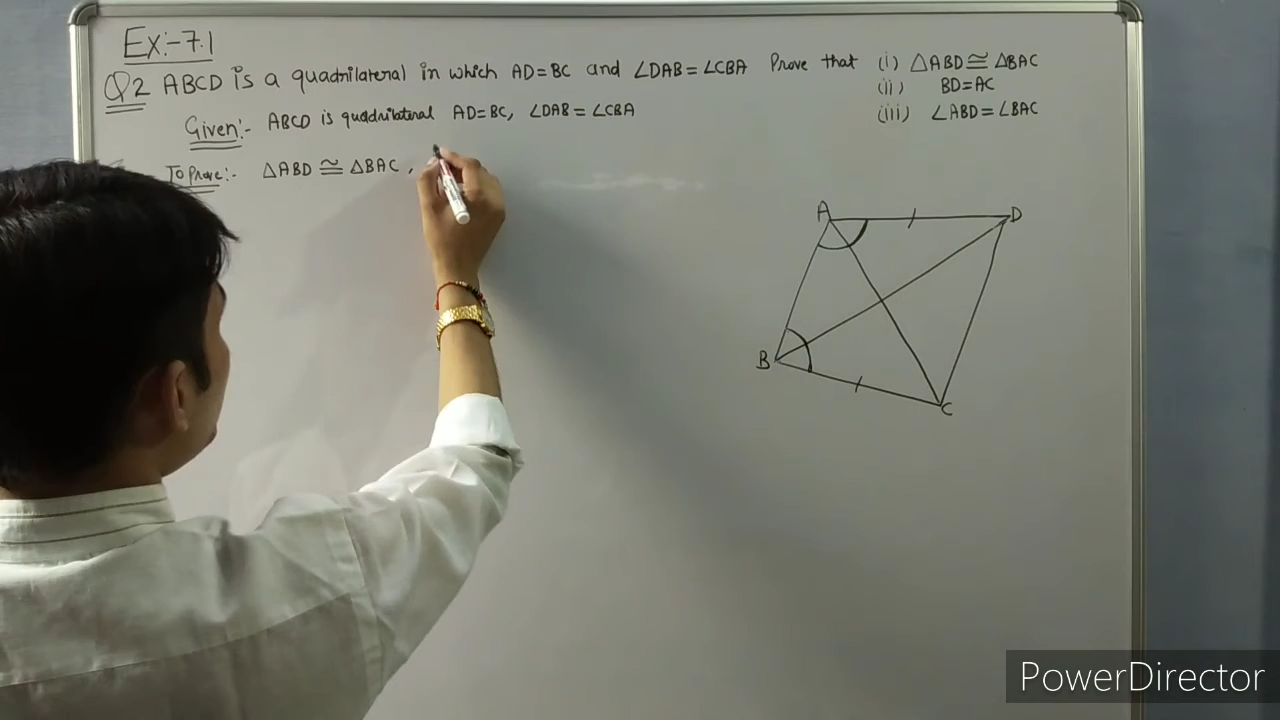 Ex:-7.1
Q2 ABCD is a quadrilateral in which AD=BC and ∠DAB=∠CBA Prove that (i) △ABD≅△BAC
(ii) BD=AC
(iii) ∠ABD=∠BAC
Given:- ABCD is quadrilateral AD=BC, ∠DAB=∠CBA
To Prove:- △ABD≅△BAC,
A
D
B
C
PowerDirector